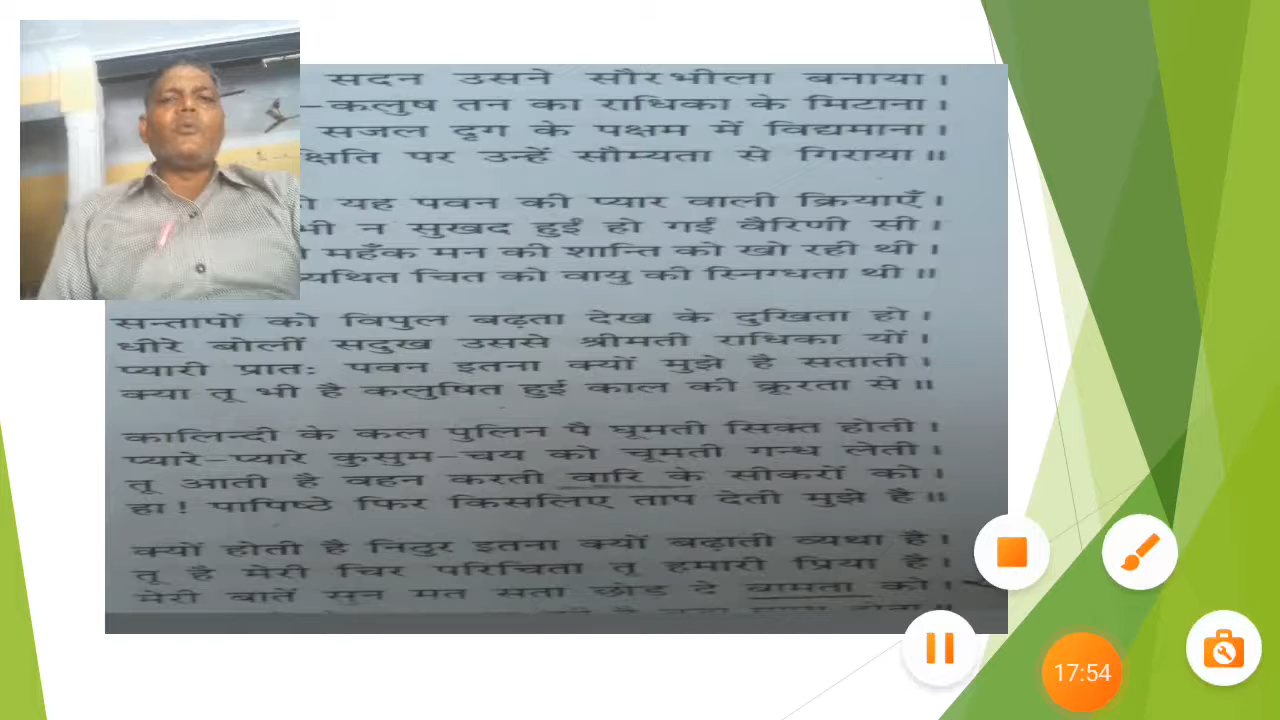 सदन उसने सौरभीला बनाया।
-कलुष तन का राधिका के मिटाना।
सजल दृग के पक्षम में विद्यमाना।
क्षिति पर उन्हें सौम्यता से गिराया॥
यह पवन की प्यार वाली क्रियाएँ।
भी न सुखद हुईं हो गईं वैरिणी सी।
महँक मन की शान्ति को खो रही थी।
व्यथित चित को वायु की स्निग्धता थी॥
सन्तापों को विपुल बढ़ता देख के दुखिता हो।
धीरे बोलीं सदुख उससे श्रीमती राधिका यों।
प्यारी प्रातः पवन इतना क्यों मुझे है सताती।
क्या तू भी है कलुषित हुई काल की क्रूरता से॥
कालिन्दी के कल पुलिन पै घूमती सिक्त होती।
प्यारे-प्यारे कुसुम-चय को चूमती गन्ध लेती।
तू आती है वहन करती वारि के सीकरों को।
हा! पापिष्ठे फिर किसलिए ताप देती मुझे है॥
क्यों होती है निठुर इतना क्यों बढ़ाती व्यथा है।
तू है मेरी चिर परिचिता तू हमारी प्रिया है।
मेरी बातें सुन मत सता छोड़ दे बामता को।
17:54